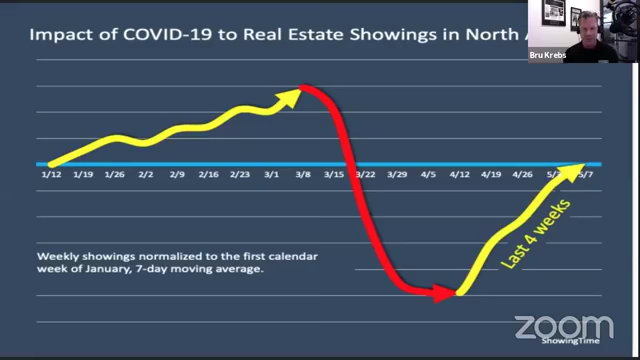 Impact of COVID-19 to Real Estate Showings in North
Bru Krebs
1/12 1/19 1/26 2/2 2/9 2/16 2/23 3/1 3/8 3/15 3/22 3/29 4/5 4/12 4/19 4/26 5/7
Last 4 weeks
Weekly showings normalized to the first calendar
week of January, 7-day moving average.
zoom
ShowingTime